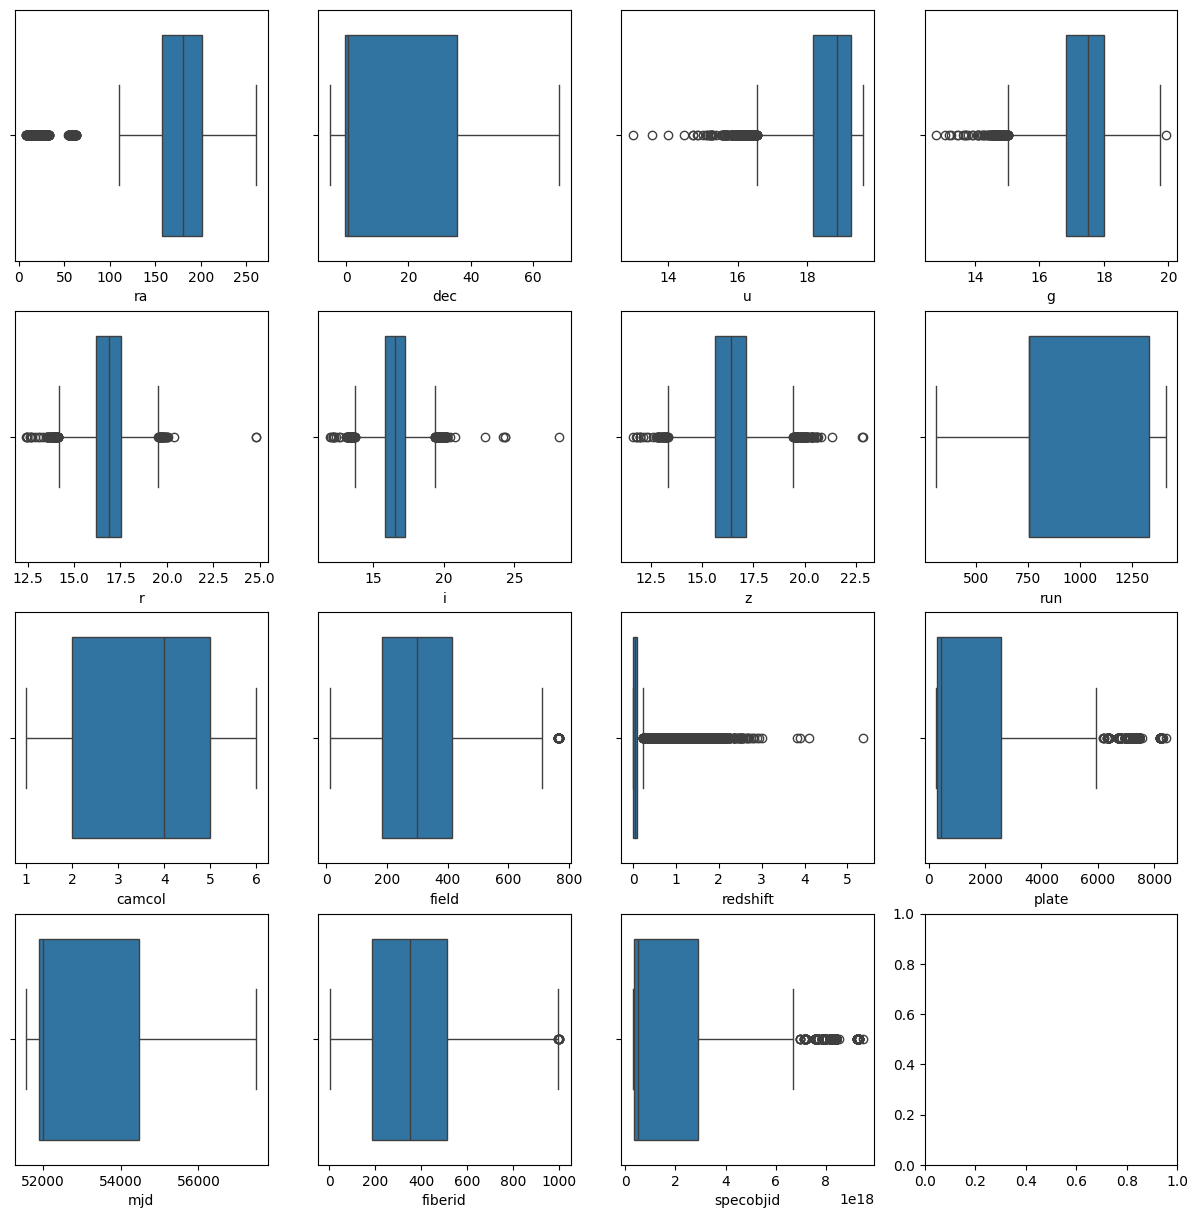 0 50 100 150 200 250
ra
0 20 40 60
dec
14 16 18
u
14 16 18 20
g
12.5 15.0 17.5 20.0 22.5 25.0
r
15 20 25
i
12.5 15.0 17.5 20.0 22.5
z
500 750 1000 1250
run
1 2 3 4 5 6
camcol
0 200 400 600 800
field
0 1 2 3 4 5
redshift
0 2000 4000 6000 8000
plate
52000 54000 56000
mjd
0 200 400 600 800 1000
fiberid
0 2 4 6 8
specobjid
1e18
1.0
0.8
0.6
0.4
0.2
0.0
0.0 0.2 0.4 0.6 0.8 1.0